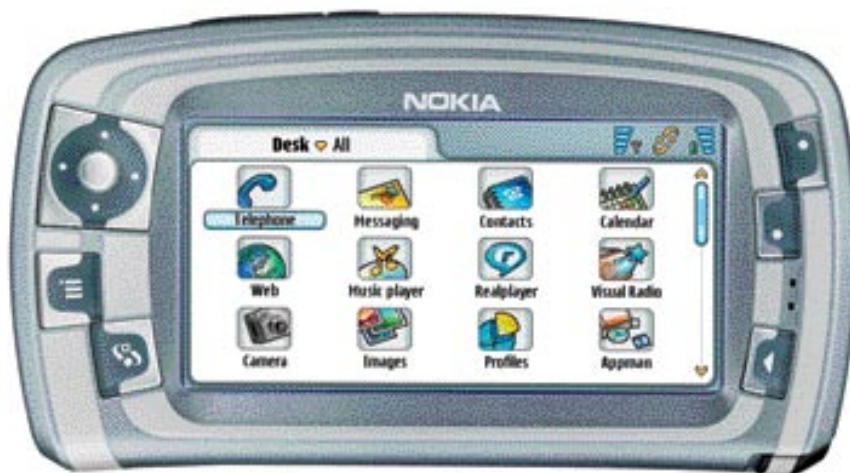 NOKIA
Desk All
Telephone Messaging Contacts Calendar
Web Music player Realplayer Visual Radio
Camera Images Profiles Appman